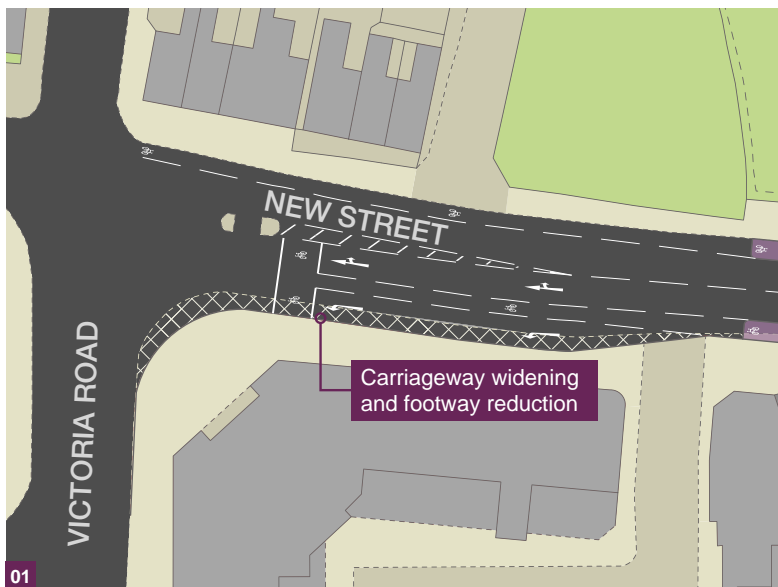 NEW STREET
Carriageway widening
and footway reduction
VICTORIA ROAD
01